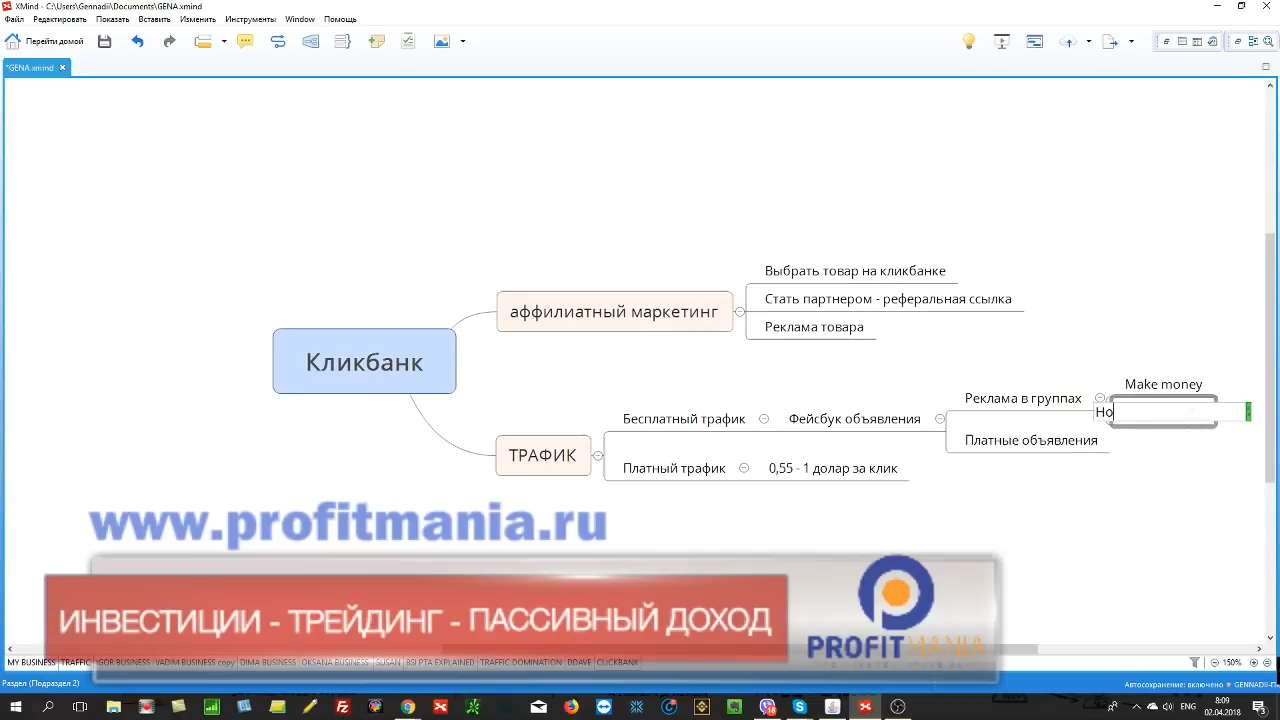 XMind - C:\Users\Gennadii\Documents\GENA.xmind
Файл Редактировать Показать Вставить Изменить Инструменты Window Помощь
Перейти домой
*GENA.xmind
Выбрать товар на кликбанке
аффилиатный маркетинг
Стать партнером - реферальная ссылка
Реклама товара
Кликбанк
Make money
Реклама в группах
Но
Бесплатный трафик
Фейсбук объявления
Платные объявления
ТРАФИК
Платный трафик
0,55 - 1 долар за клик
www.profitmania.ru
ИНВЕСТИЦИИ - ТРЕЙДИНГ - ПАССИВНЫЙ ДОХОД
PROFITMANIA
MY BUSINESS TRAFFIC IGOR BUSINESS VADIM BUSINESS copy DIMA BUSINESS OKSANA BUSINESS SUSAN BSI PTA EXPLAINED TRAFFIC DOMINATION DDAVE CLICKBANK
150%
Раздел (Подраздел 2)
Автосохранение: включено
GENNADII-П
8:09
02.04.2018